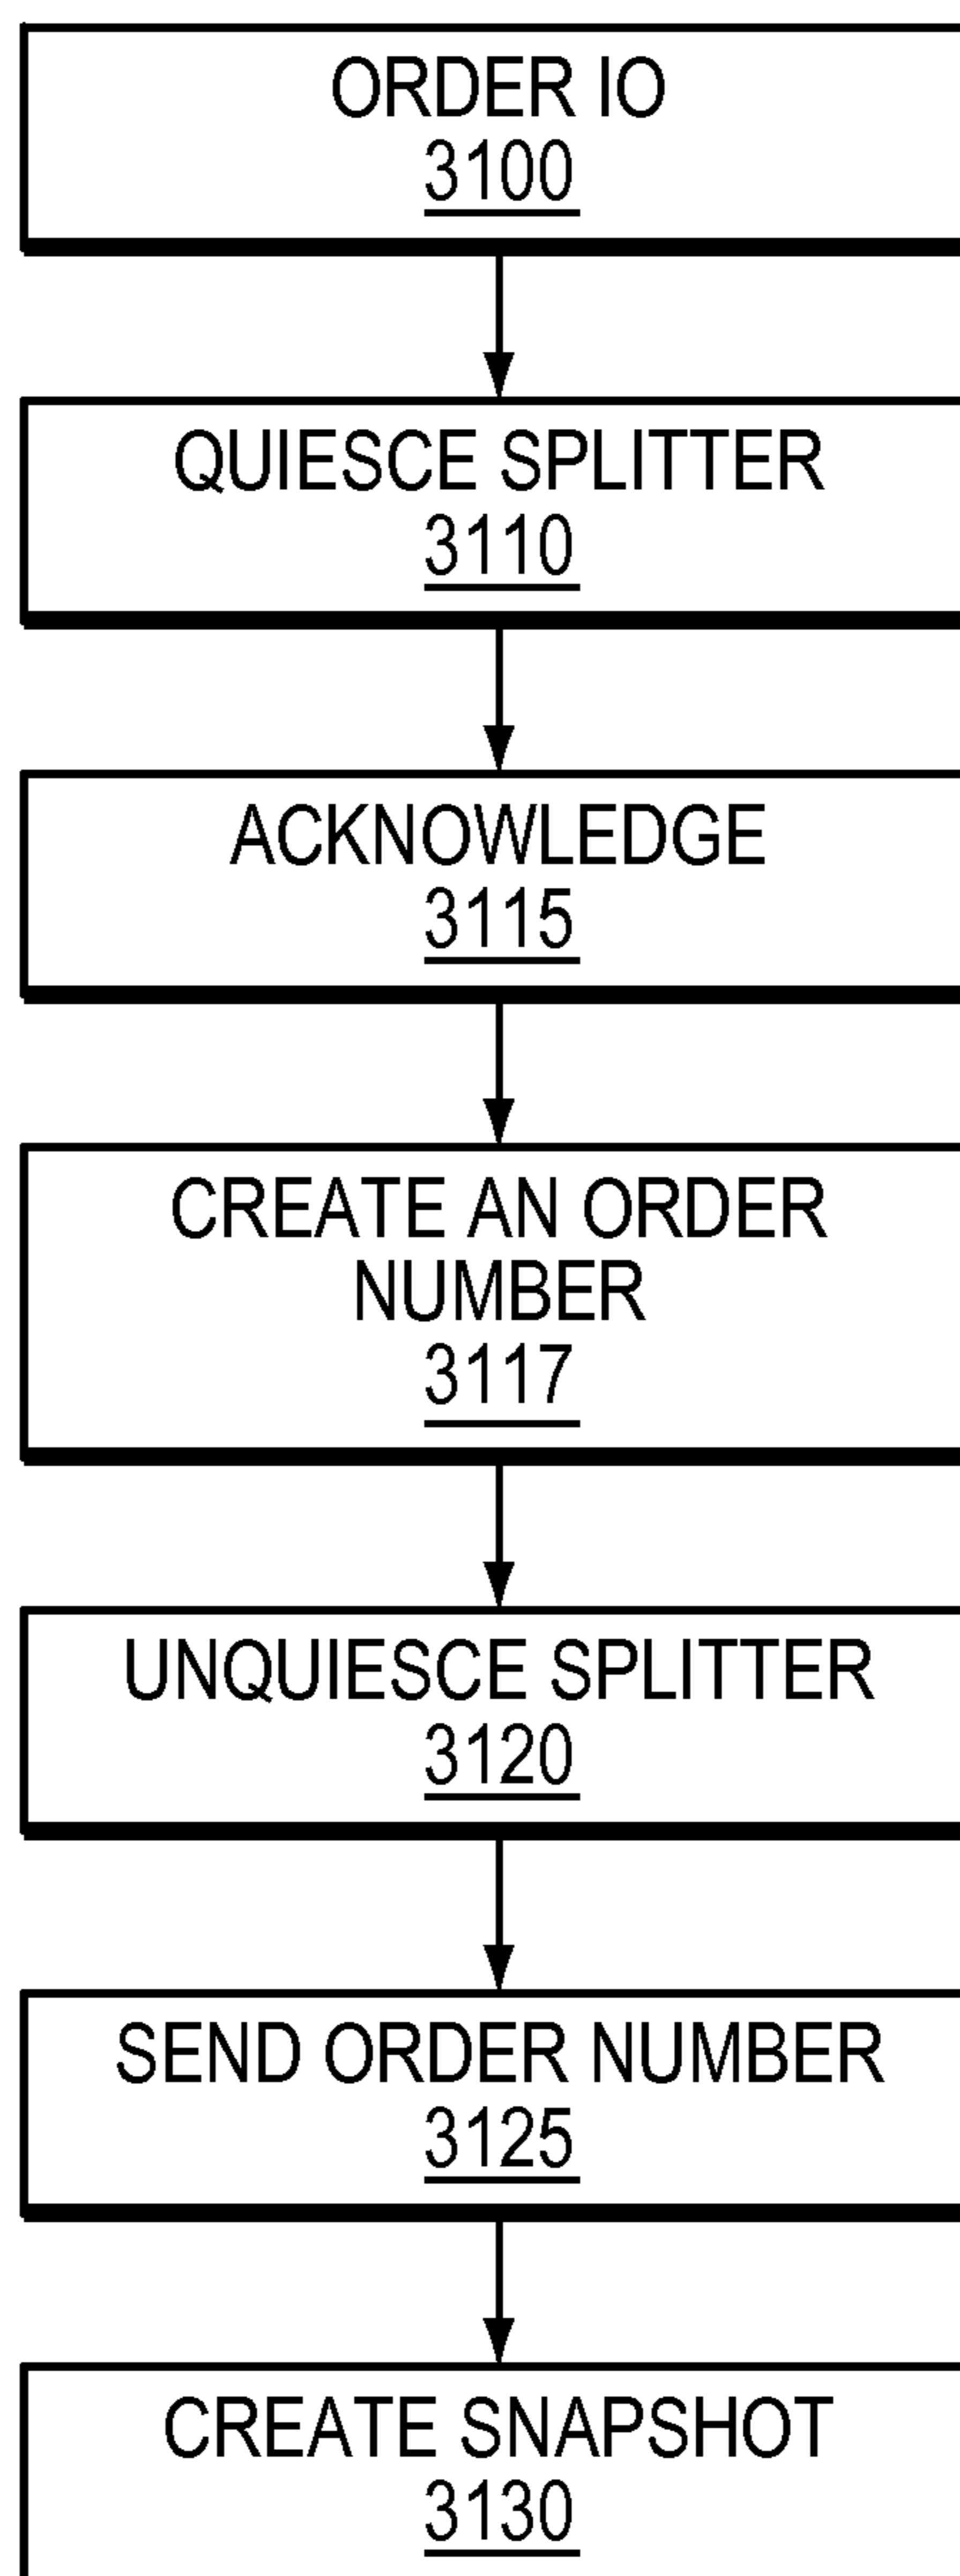 ORDER IO
3100
QUIESCE SPLITTER
3110
ACKNOWLEDGE
3115
CREATE AN ORDER
NUMBER
3117
UNQUIESCE SPLITTER
3120
SEND ORDER NUMBER
3125
CREATE SNAPSHOT
3130